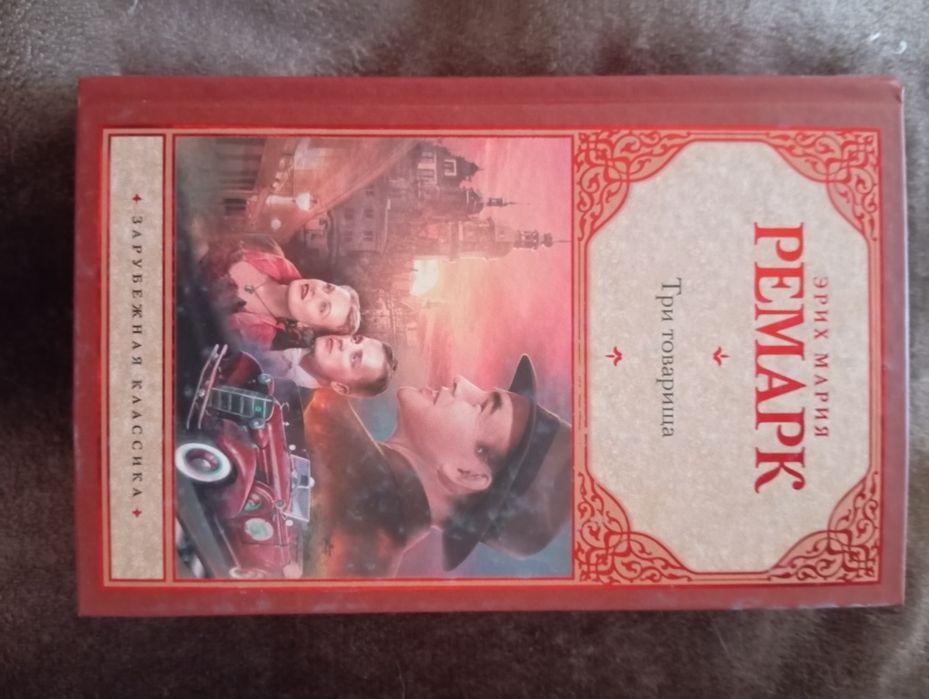 ЭРИХ МАРИЯ
РЕМАРК
Три товарища
ЗАРУБЕЖНАЯ КЛАССИКА